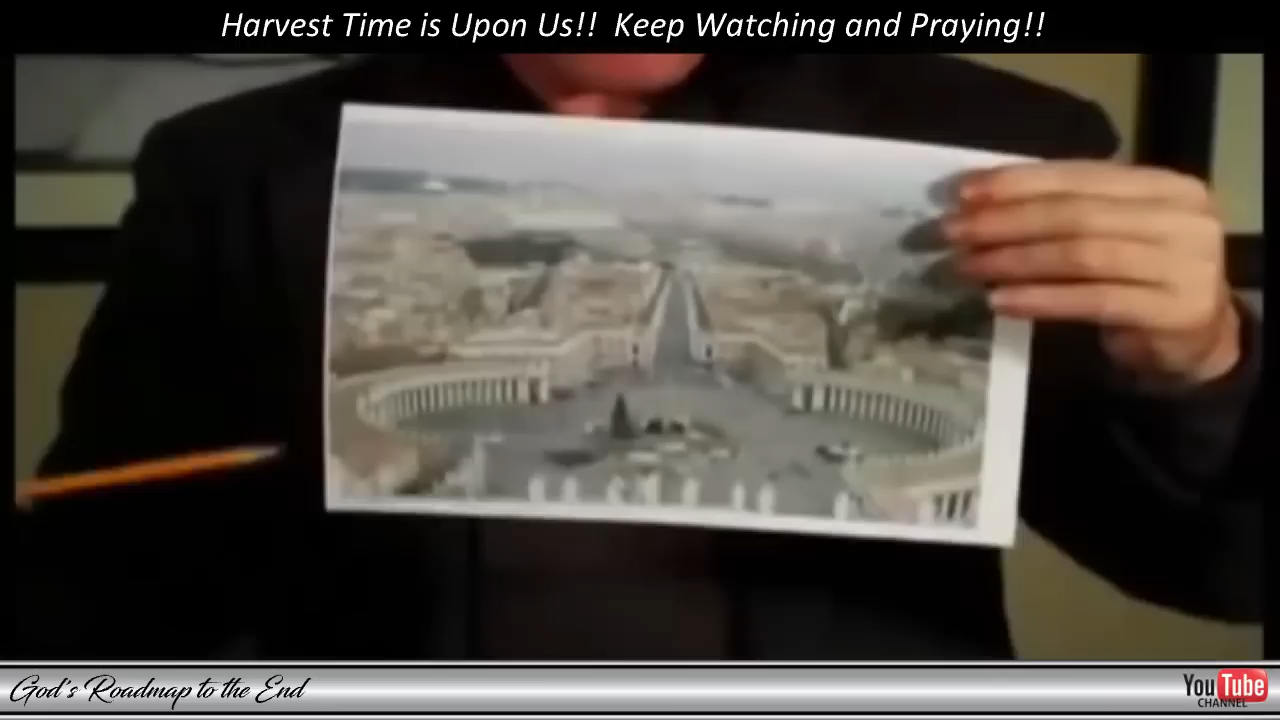 Harvest Time is Upon Us!! Keep Watching and Praying!!
God's Roadmap to the End
YouTube
CHANNEL